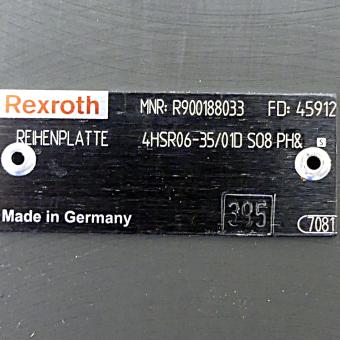 Rexroth MNR: R900188033 FD: 45912
REIHENPLATTE 4HSR06-35/01D S08 PH&
Made in Germany 395 7081